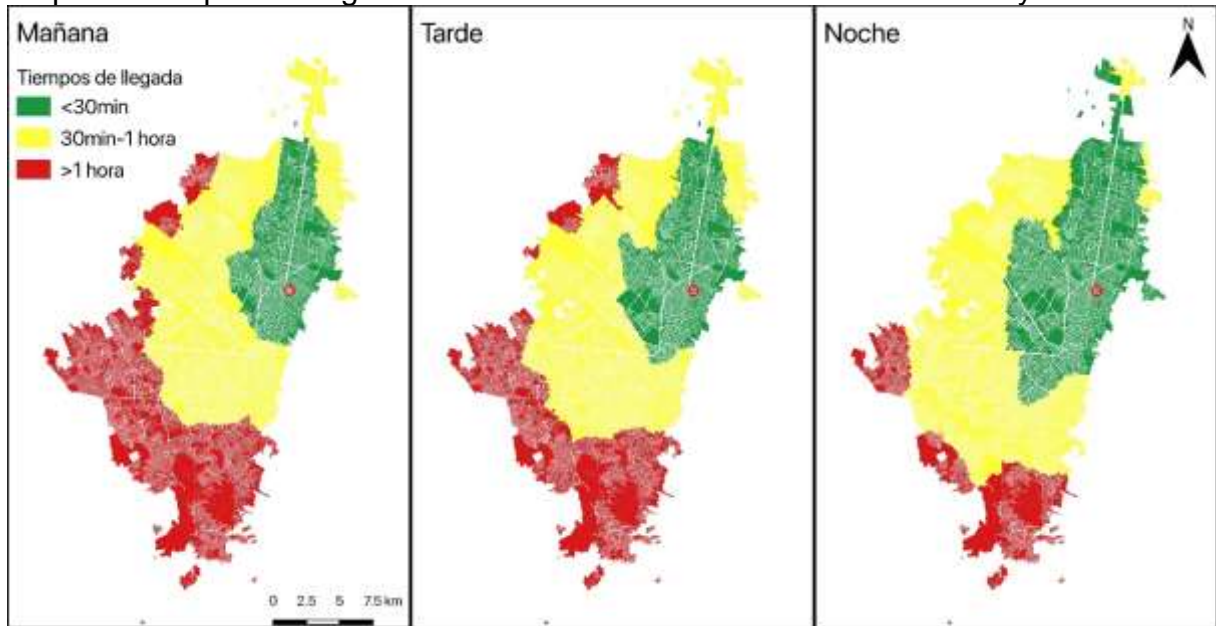 Mañana
Tiempos de llegada
<30min
30min-1 hora
>1 hora
0 2.5 5 7.5 km
Tarde
Noche
N